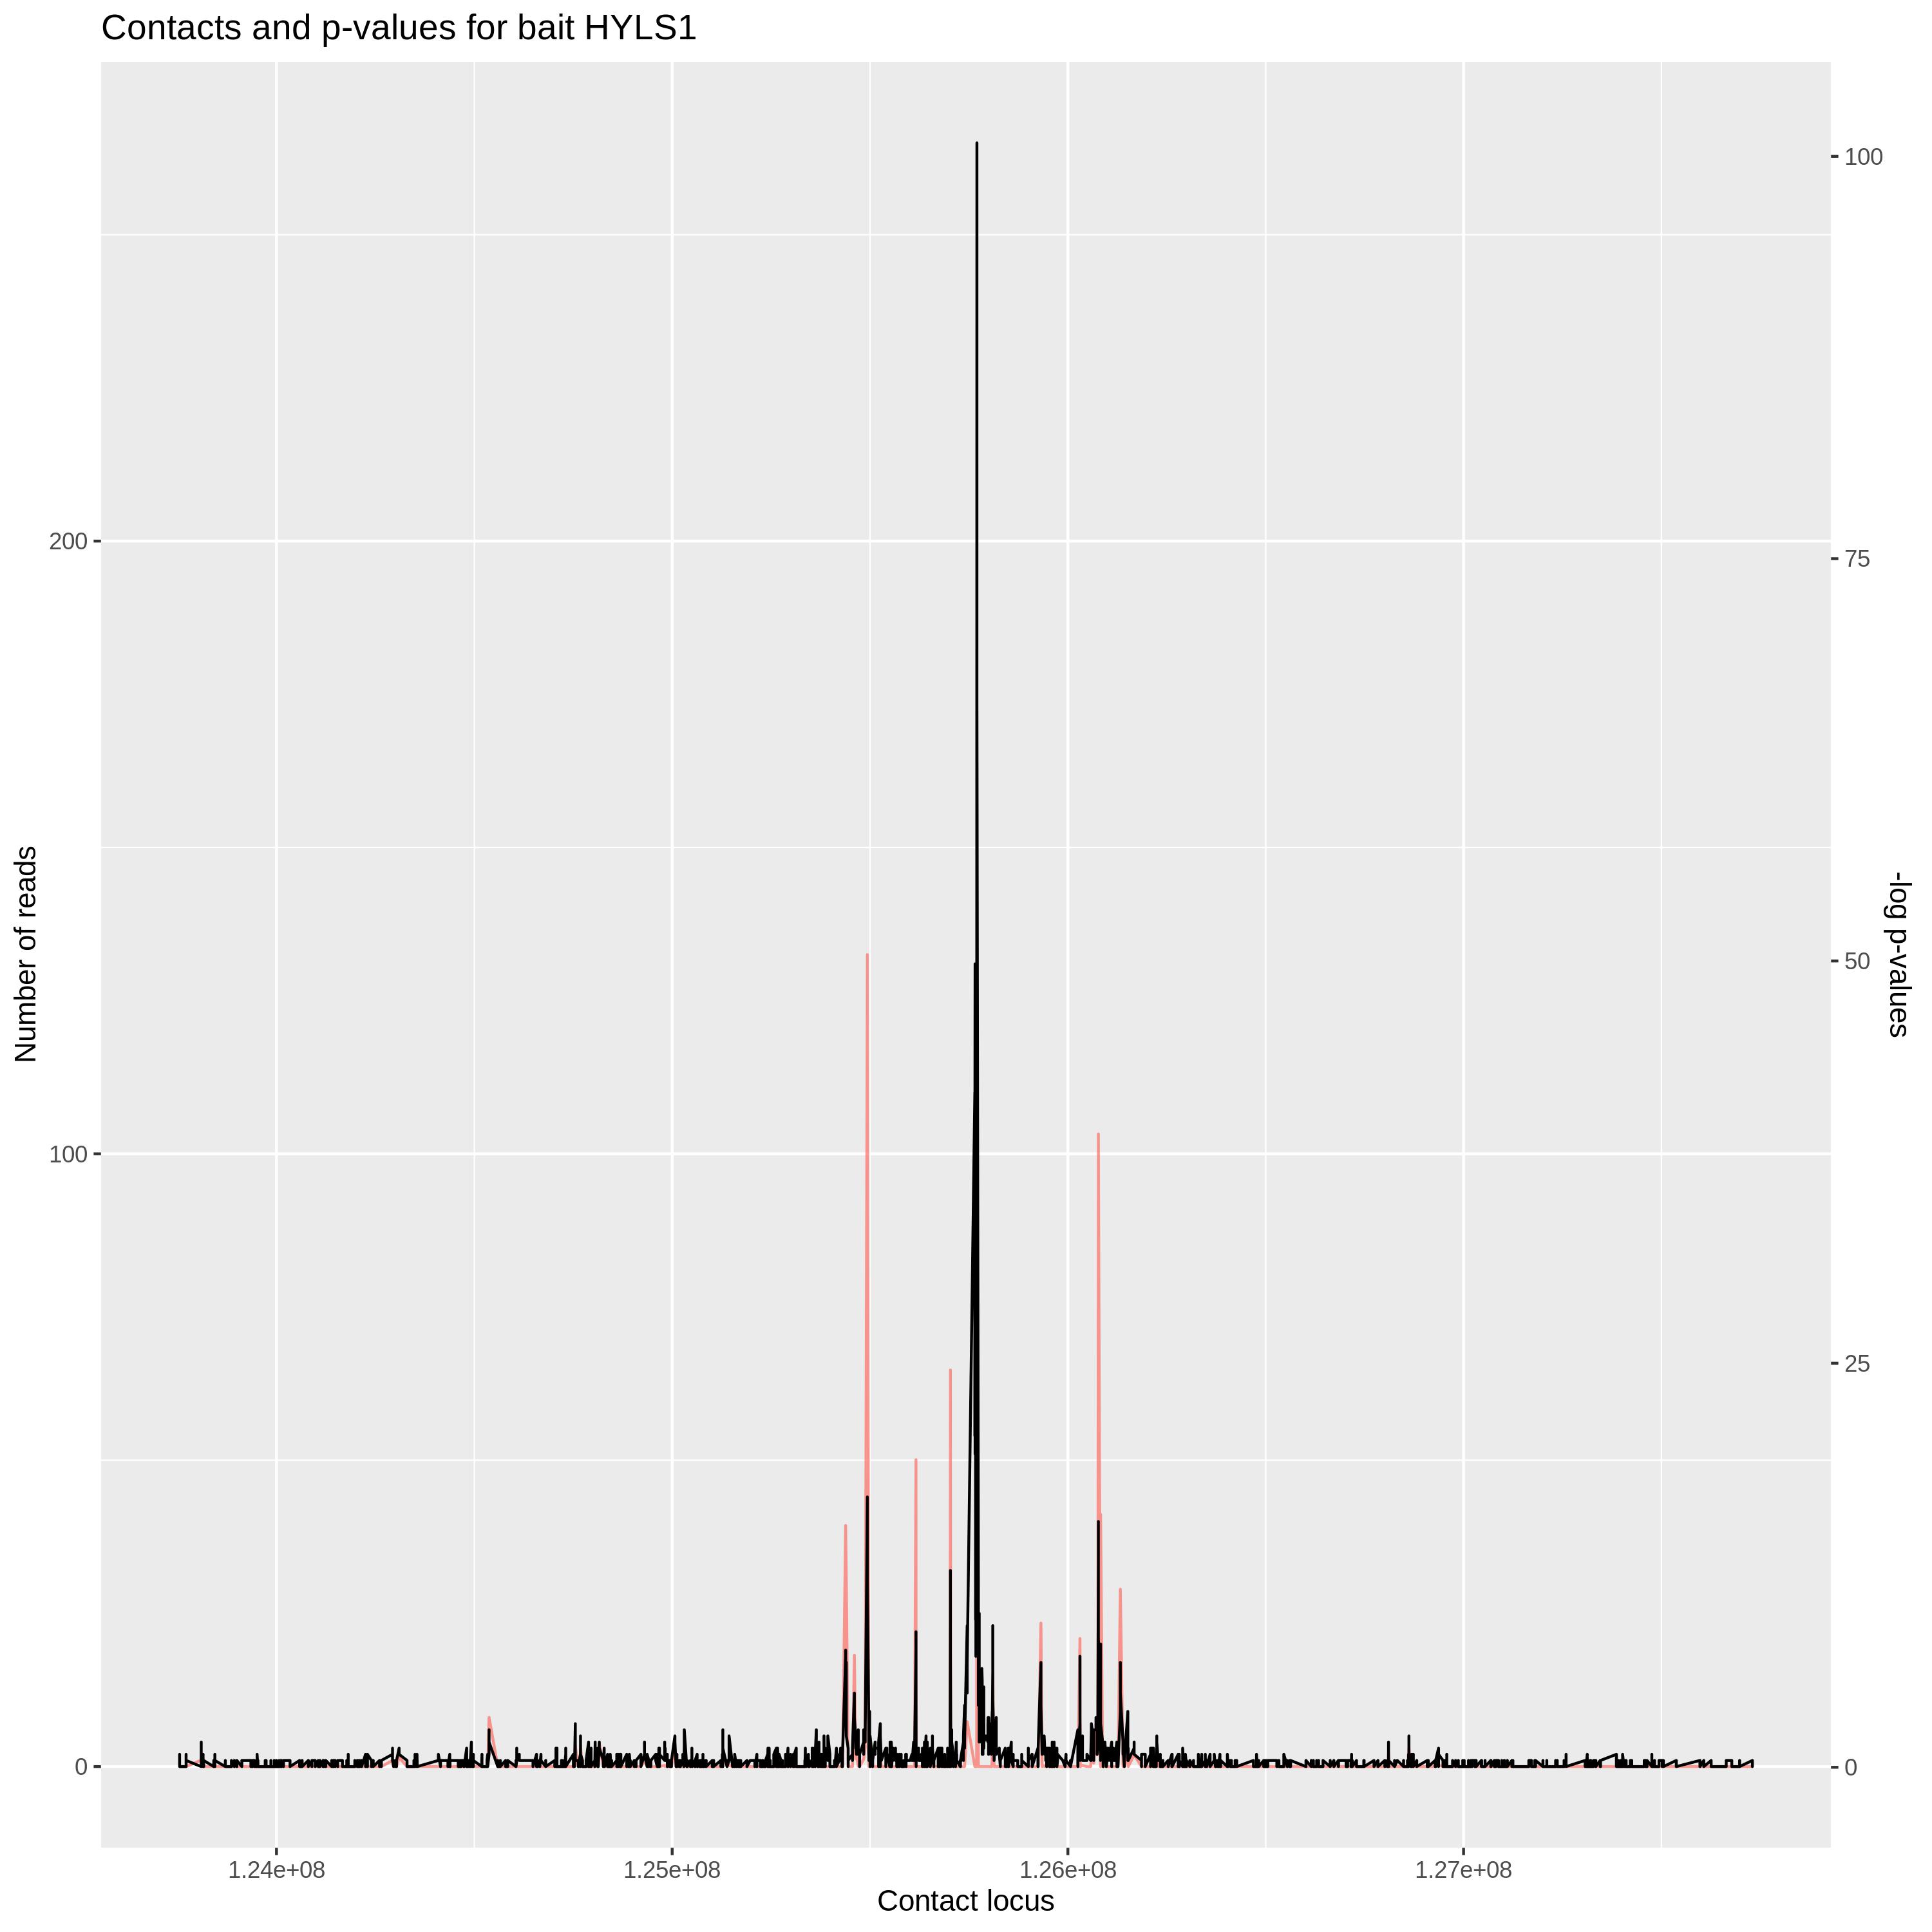 Contacts and p-values for bait HYLS1
Number of reads
200
100
0
100
75
50
25
0
-log p-values
1.24e+08
1.25e+08
1.26e+08
1.27e+08
Contact locus